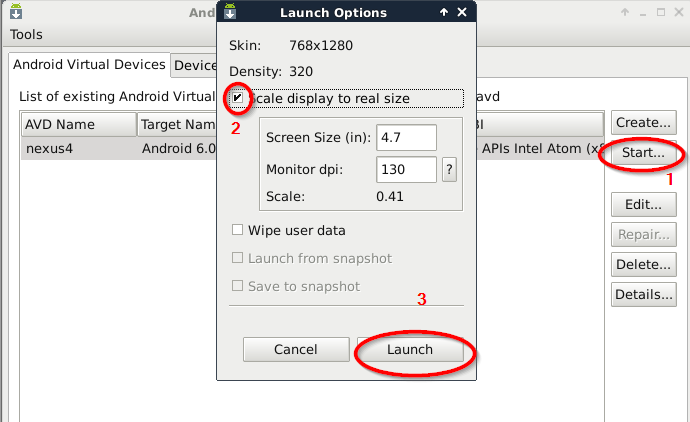 Launch Options
Tools
Android Virtual Devices
Device
List of existing Android Virtual
avd
AVD Name
Target Nam
BI
nexus4
Android 6.0
APIs Intel Atom (x8
Create...
Start...
1
Edit...
Repair...
Delete...
Details...
Skin: 768x1280
Density: 320
Scale display to real size
2
Screen Size (in): 4.7
Monitor dpi: 130 ?
Scale: 0.41
Wipe user data
Launch from snapshot
Save to snapshot
3
Cancel
Launch